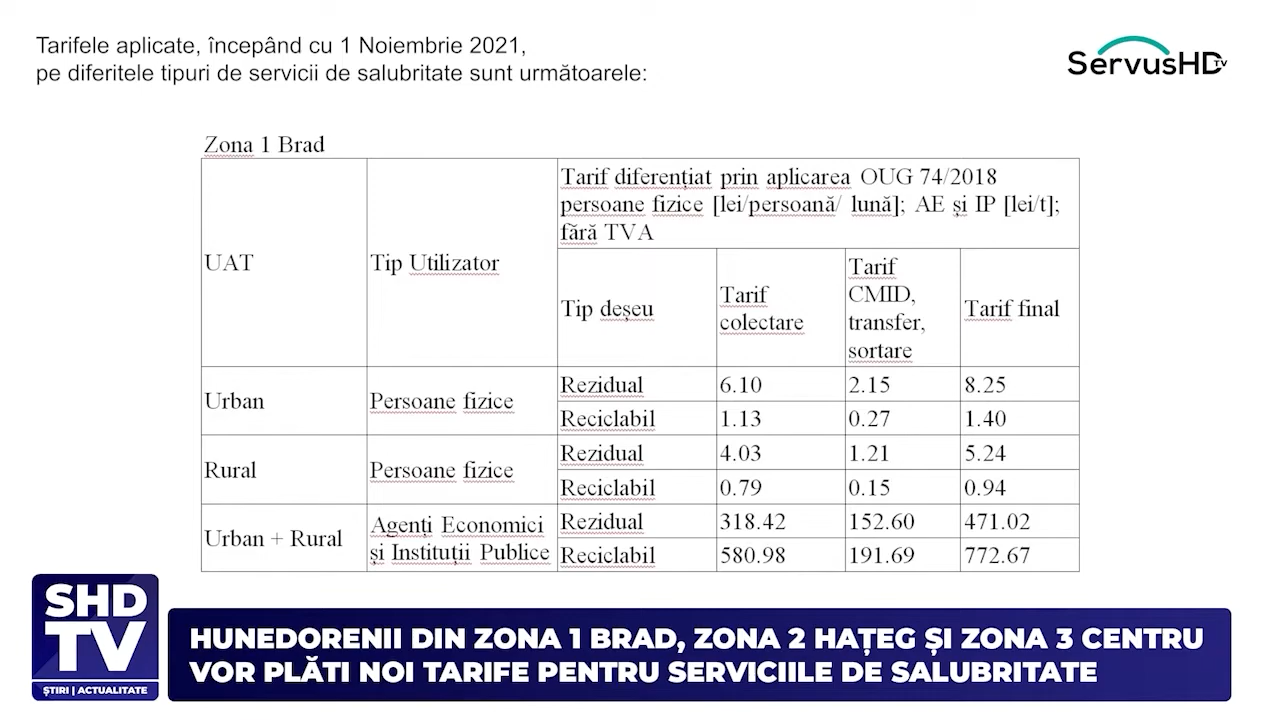 Tarifele aplicate, începând cu 1 Noiembrie 2021,
pe diferitele tipuri de servicii de salubritate sunt următoarele:
ServusHD TV
Zona 1 Brad
UAT
Tip Utilizator
Tarif diferențiat prin aplicarea OUG 74/2018
persoane fizice [lei/persoană/ lună]; AE și IP [lei/t];
fără TVA
Tip deșeu
Tarif
colectare
Tarif
CMID,
transfer,
sortare
Tarif final
Urban
Persoane fizice
Rezidual 6.10 2.15 8.25
Reciclabil 1.13 0.27 1.40
Rural
Persoane fizice
Rezidual 4.03 1.21 5.24
Reciclabil 0.79 0.15 0.94
Urban + Rural
Agenți Economici
și Instituții Publice
Rezidual 318.42 152.60 471.02
Reciclabil 580.98 191.69 772.67
SHD
TV
ȘTIRI | ACTUALITATE
HUNEDORENII DIN ZONA 1 BRAD, ZONA 2 HAȚEG ȘI ZONA 3 CENTRU
VOR PLĂTI NOI TARIFE PENTRU SERVICIILE DE SALUBRITATE